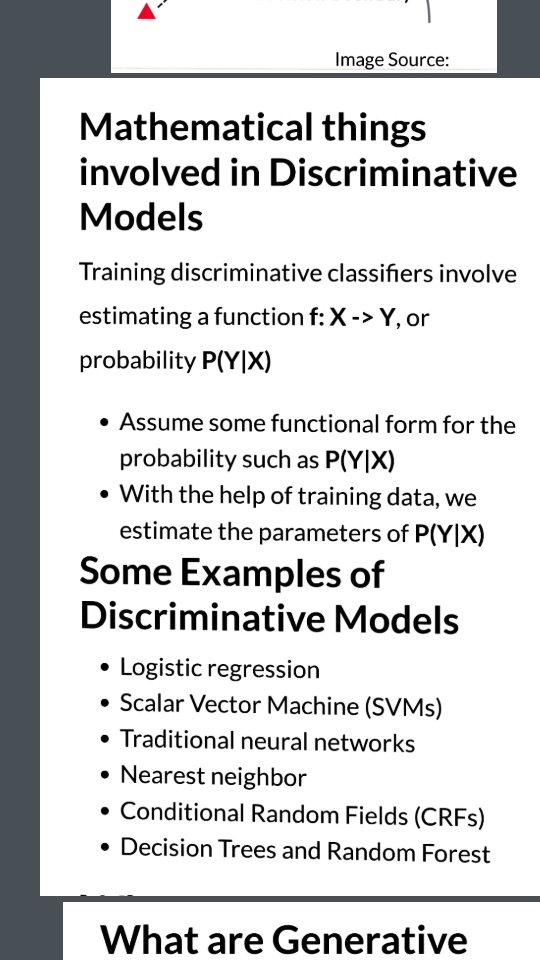 Image Source:
Mathematical things
involved in Discriminative
Models
Training discriminative classifiers involve
estimating a function f: X -> Y, or
probability P(Y|X)
• Assume some functional form for the
probability such as P(Y|X)
• With the help of training data, we
estimate the parameters of P(Y|X)
Some Examples of
Discriminative Models
• Logistic regression
• Scalar Vector Machine (SVMs)
• Traditional neural networks
• Nearest neighbor
• Conditional Random Fields (CRFs)
• Decision Trees and Random Forest
What are Generative